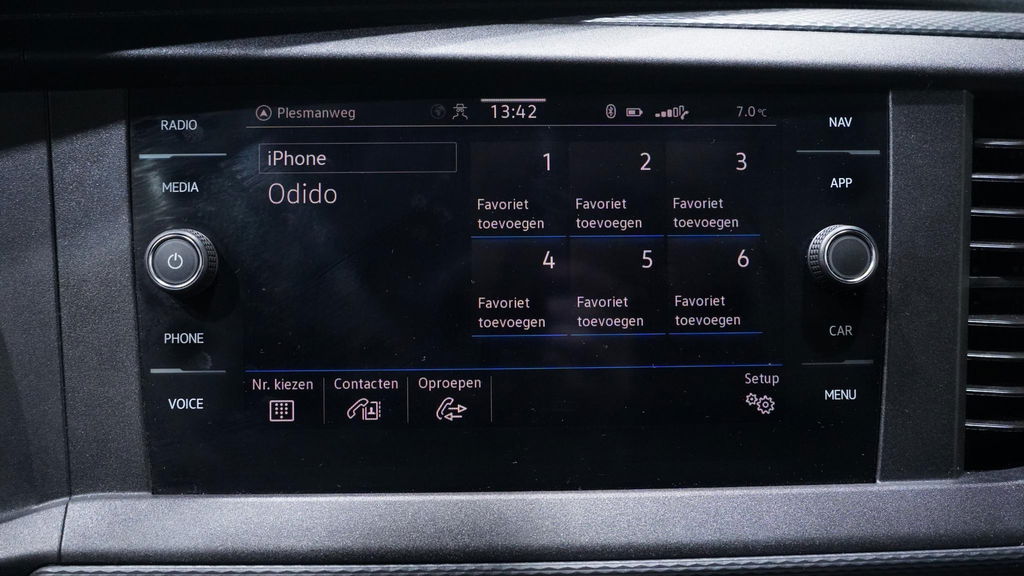 RADIO
MEDIA
PHONE
VOICE
Plesmanweg
13:42
7.0 °C
iPhone
Odido
1 2 3
Favoriet Favoriet Favoriet
toevoegen toevoegen toevoegen
4 5 6
Favoriet Favoriet Favoriet
toevoegen toevoegen toevoegen
Nr. kiezen Contacten Oproepen Setup
NAV
APP
CAR
MENU